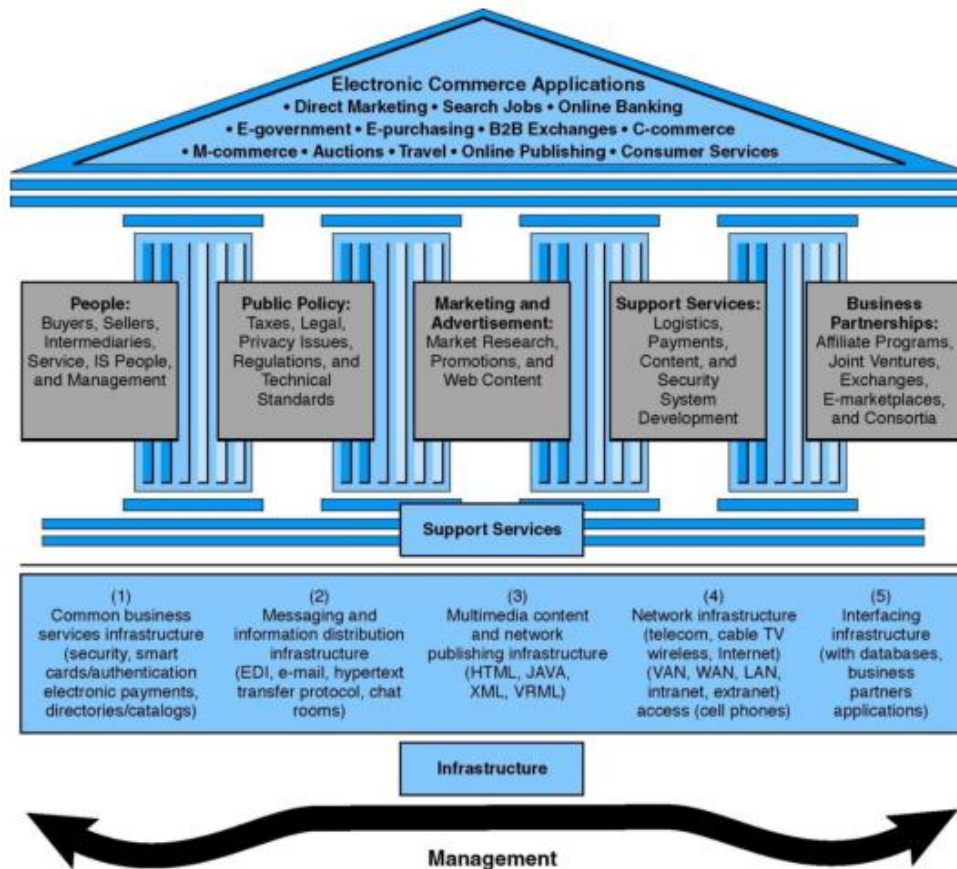 Electronic Commerce Applications
• Direct Marketing • Search Jobs • Online Banking
• E-government • E-purchasing • B2B Exchanges • C-commerce
• M-commerce • Auctions • Travel • Online Publishing • Consumer Services
People:
Buyers, Sellers,
Intermediaries,
Service, IS People,
and Management
Public Policy:
Taxes, Legal,
Privacy Issues,
Regulations, and
Technical
Standards
Marketing and
Advertisement:
Market Research,
Promotions, and
Web Content
Support Services:
Logistics,
Payments,
Content, and
Security
System
Development
Business
Partnerships:
Affiliate Programs,
Joint Ventures,
Exchanges,
E-marketplaces,
and Consortia
Support Services
(1)
Common business
services infrastructure
(security, smart
cards/authentication
electronic payments,
directories/catalogs)
(2)
Messaging and
information distribution
infrastructure
(EDI, e-mail, hypertext
transfer protocol, chat
rooms)
(3)
Multimedia content
and network
publishing infrastructure
(HTML, JAVA,
XML, VRML)
(4)
Network infrastructure
(telecom, cable TV
wireless, Internet)
(VAN, WAN, LAN,
intranet, extranet)
access (cell phones)
(5)
Interfacing
infrastructure
(with databases,
business
partners
applications)
Infrastructure
Management